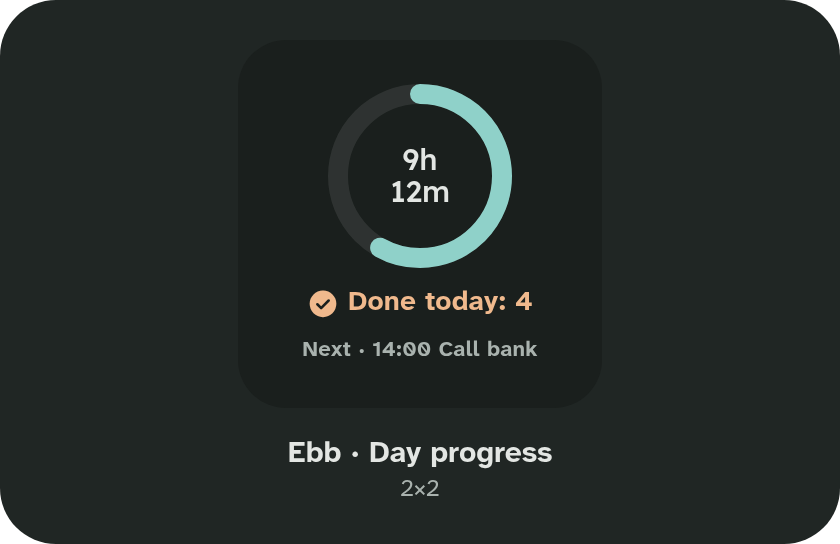 9h
12m
Done today: 4
Next · 14:00 Call bank
Ebb · Day progress
2×2